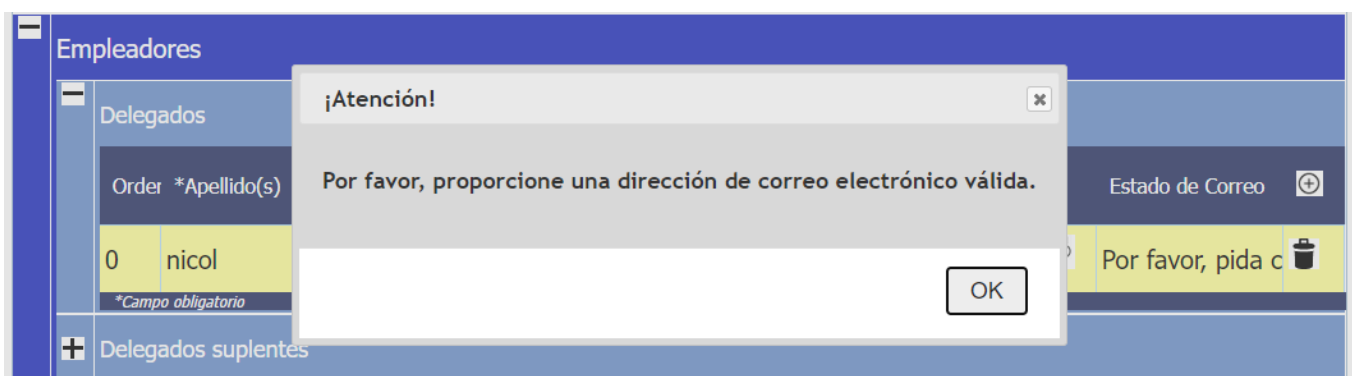 Empleadores
¡Atención!
Delegados
Por favor, proporcione una dirección de correo electrónico válida.
Order *Apellido(s) Estado de Correo
0 nicol Por favor, pida c
*Campo obligatorio
OK
Delegados suplentes